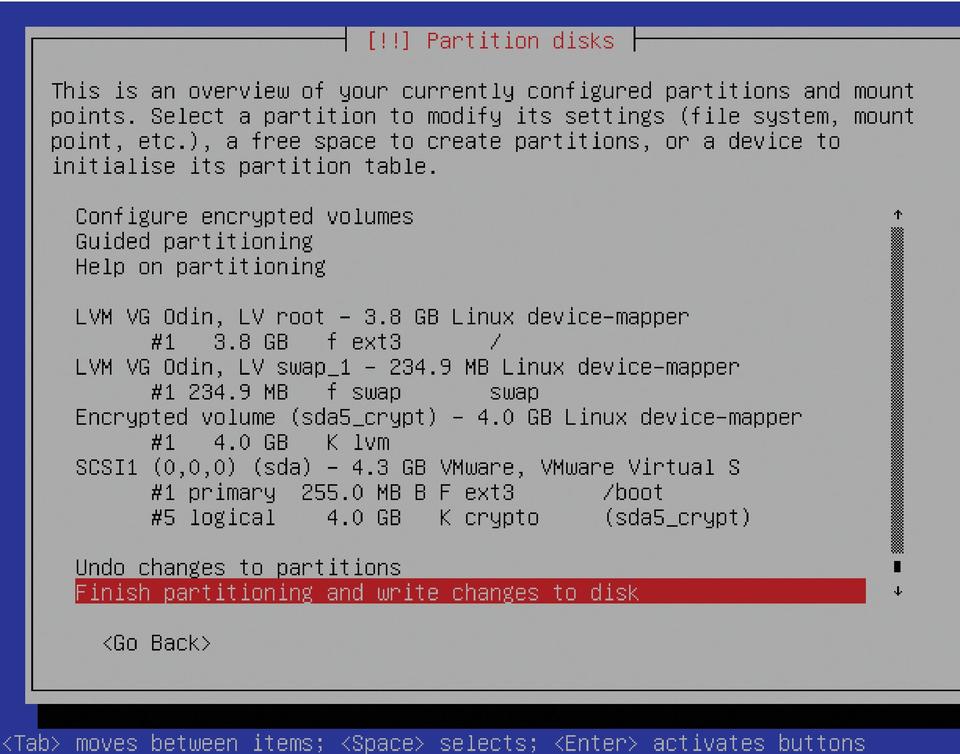 [!!] Partition disks
This is an overview of your currently configured partitions and mount
points. Select a partition to modify its settings (file system, mount
point, etc.), a free space to create partitions, or a device to
initialise its partition table.
Configure encrypted volumes
Guided partitioning
Help on partitioning
LVM VG Odin, LV root - 3.8 GB Linux device-mapper
#1 3.8 GB f ext3 /
LVM VG Odin, LV swap_1 - 234.9 MB Linux device-mapper
#1 234.9 MB f swap swap
Encrypted volume (sda5_crypt) - 4.0 GB Linux device-mapper
#1 4.0 GB K lvm
SCSI1 (0,0,0) (sda) - 4.3 GB VMware, VMware Virtual S
#1 primary 255.0 MB B F ext3 /boot
#5 logical 4.0 GB K crypto (sda5_crypt)
Undo changes to partitions
Finish partitioning and write changes to disk
<Go Back>
<Tab> moves between items; <Space> selects; <Enter> activates buttons